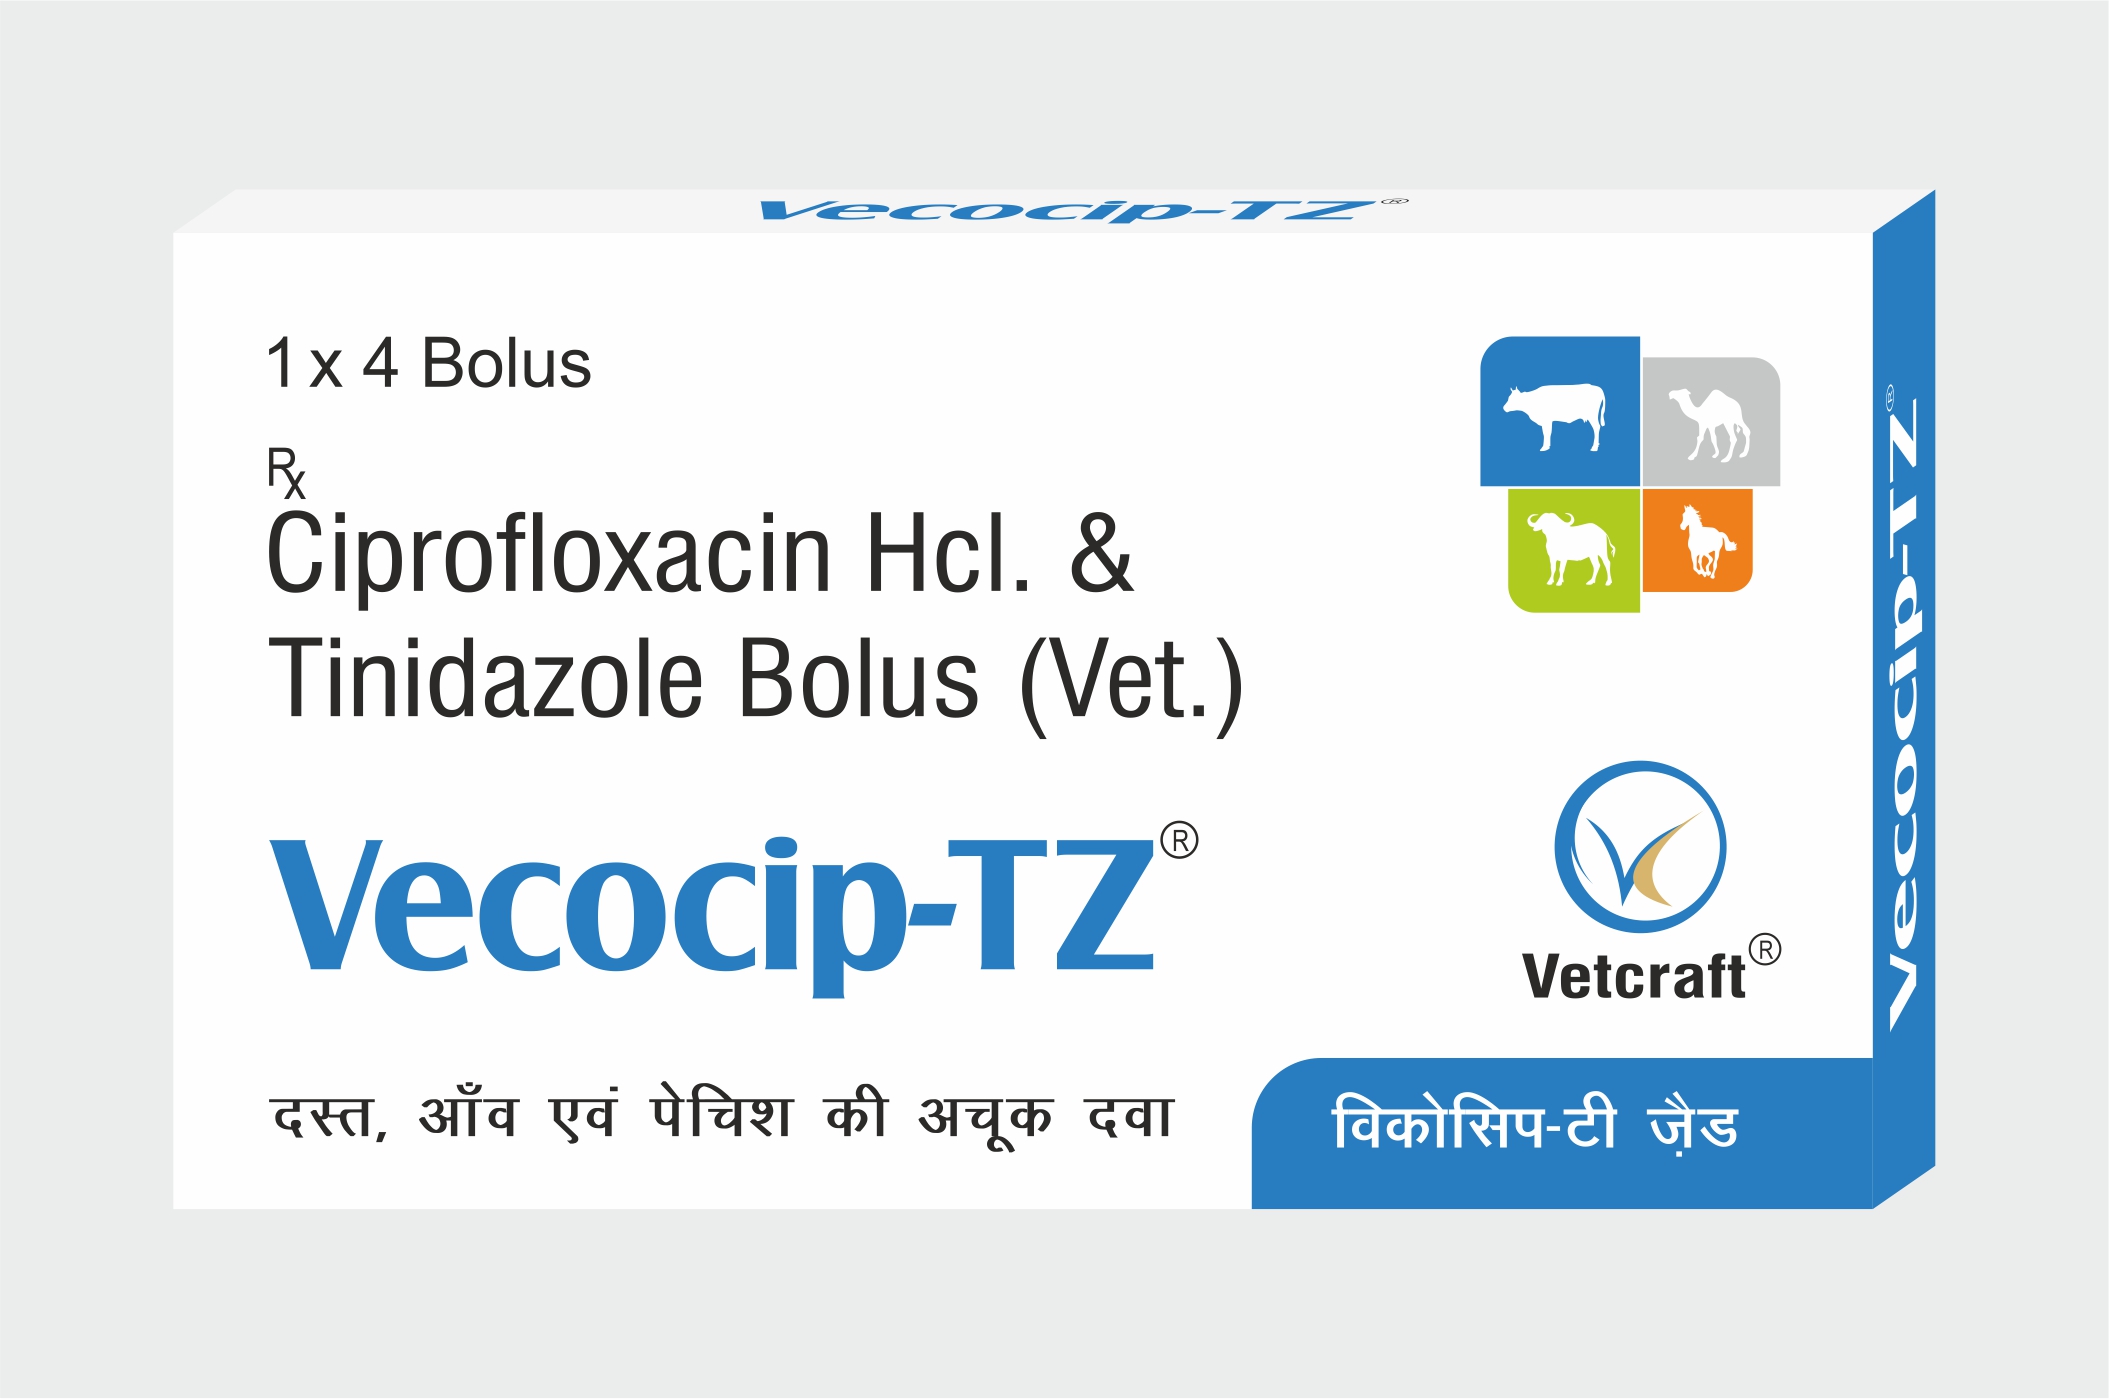 Vecocip-TZ®
1 x 4 Bolus
Rx
Ciprofloxacin Hcl. &
Tinidazole Bolus (Vet.)
Vecocip-TZ®
Vetcraft®
दस्त, आँव एवं पेचिश की अचूक दवा
विकोसिप-टी ज़ैड
Vecocip-TZ®